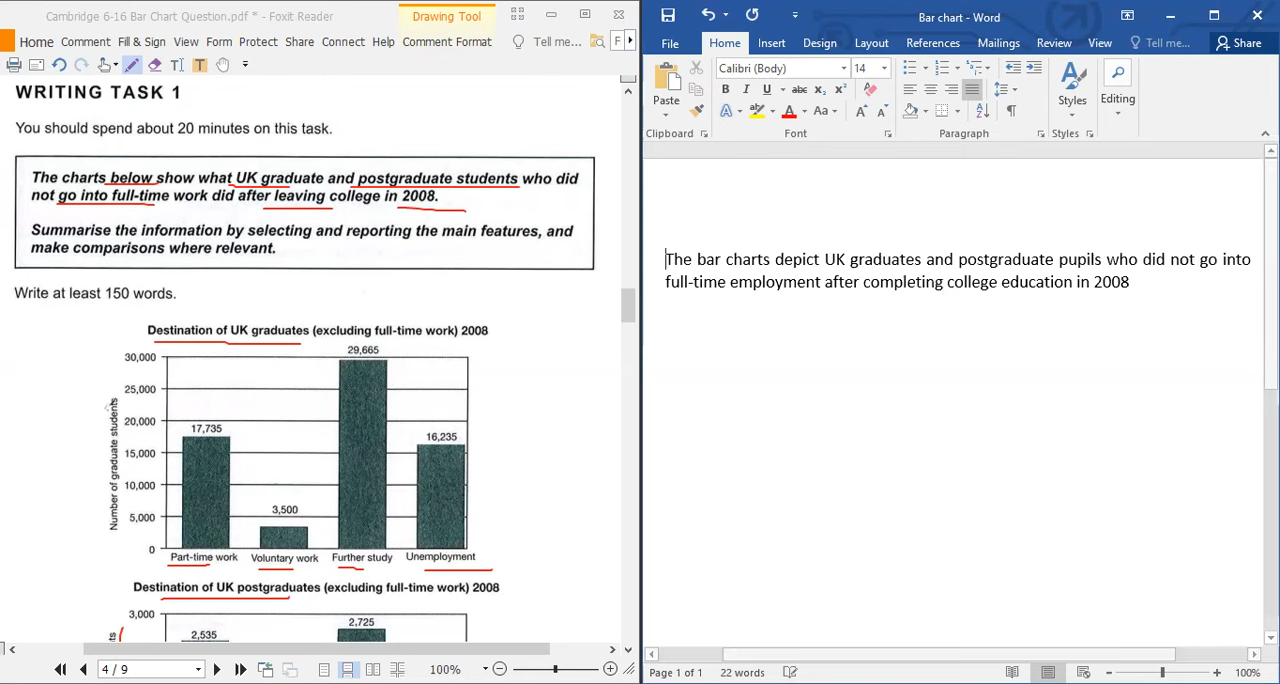 Cambridge 6-16 Bar Chart Question.pdf * - Foxit Reader
Drawing Tool
Home Comment Fill & Sign View Form Protect Share Connect Help Comment Format Tell me... F
WRITING TASK 1
You should spend about 20 minutes on this task.
The charts below show what UK graduate and postgraduate students who did
not go into full-time work did after leaving college in 2008.
Summarise the information by selecting and reporting the main features, and
make comparisons where relevant.
Write at least 150 words.
Destination of UK graduates (excluding full-time work) 2008
Number of graduate students
30,000
25,000
20,000
15,000
10,000
5,000
0
17,735
3,500
29,665
16,235
Part-time work Voluntary work Further study Unemployment
Destination of UK postgraduates (excluding full-time work) 2008
3,000
2,535
2,725
4 / 9
100%
Bar chart - Word
File Home Insert Design Layout References Mailings Review View Tell me... Share
Paste
Clipboard
Calibri (Body) 14
B I U abc x2 x2
A A Aa A A
Font
Paragraph
Styles
Styles
Editing
The bar charts depict UK graduates and postgraduate pupils who did not go into
full-time employment after completing college education in 2008
Page 1 of 1 22 words
100%